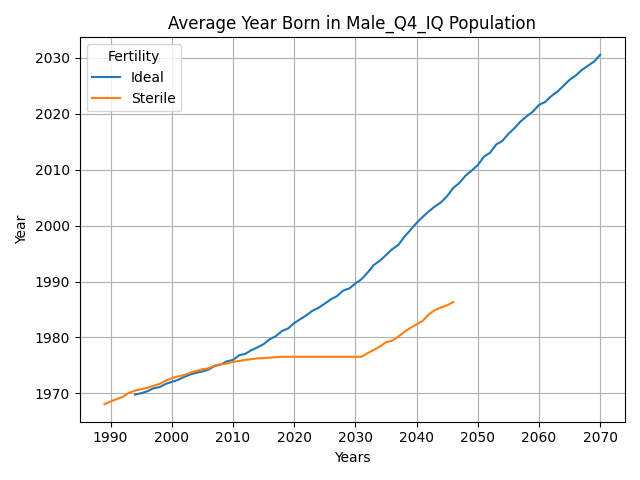 Average Year Born in Male_Q4_IQ Population
Fertility
Ideal
Sterile
Year
2030
2020
2010
2000
1990
1980
1970
1990 2000 2010 2020 2030 2040 2050 2060 2070
Years